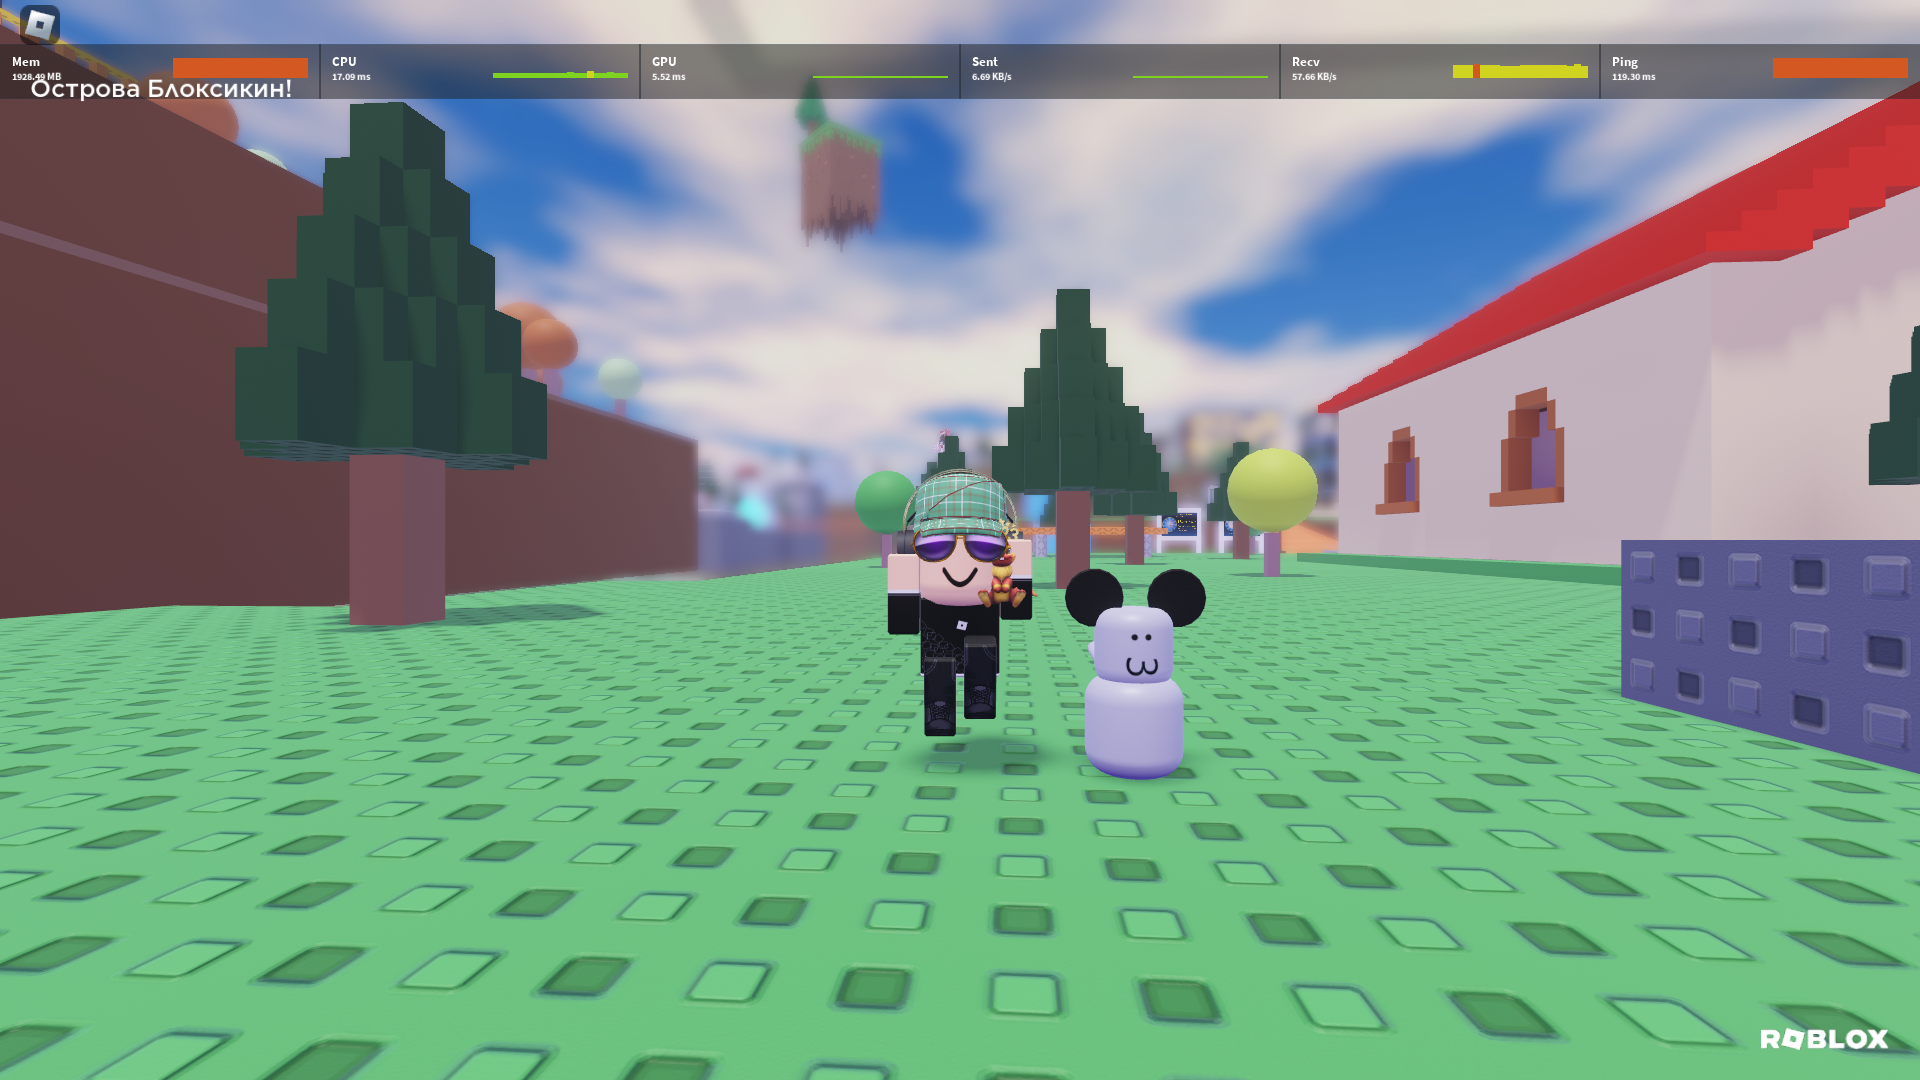 Mem
1928.49 MB
CPU
17.09 ms
GPU
5.52 ms
Sent
6.69 KB/s
Recv
57.66 KB/s
Ping
119.30 ms
Острова Блоксикин!
ROBLOX